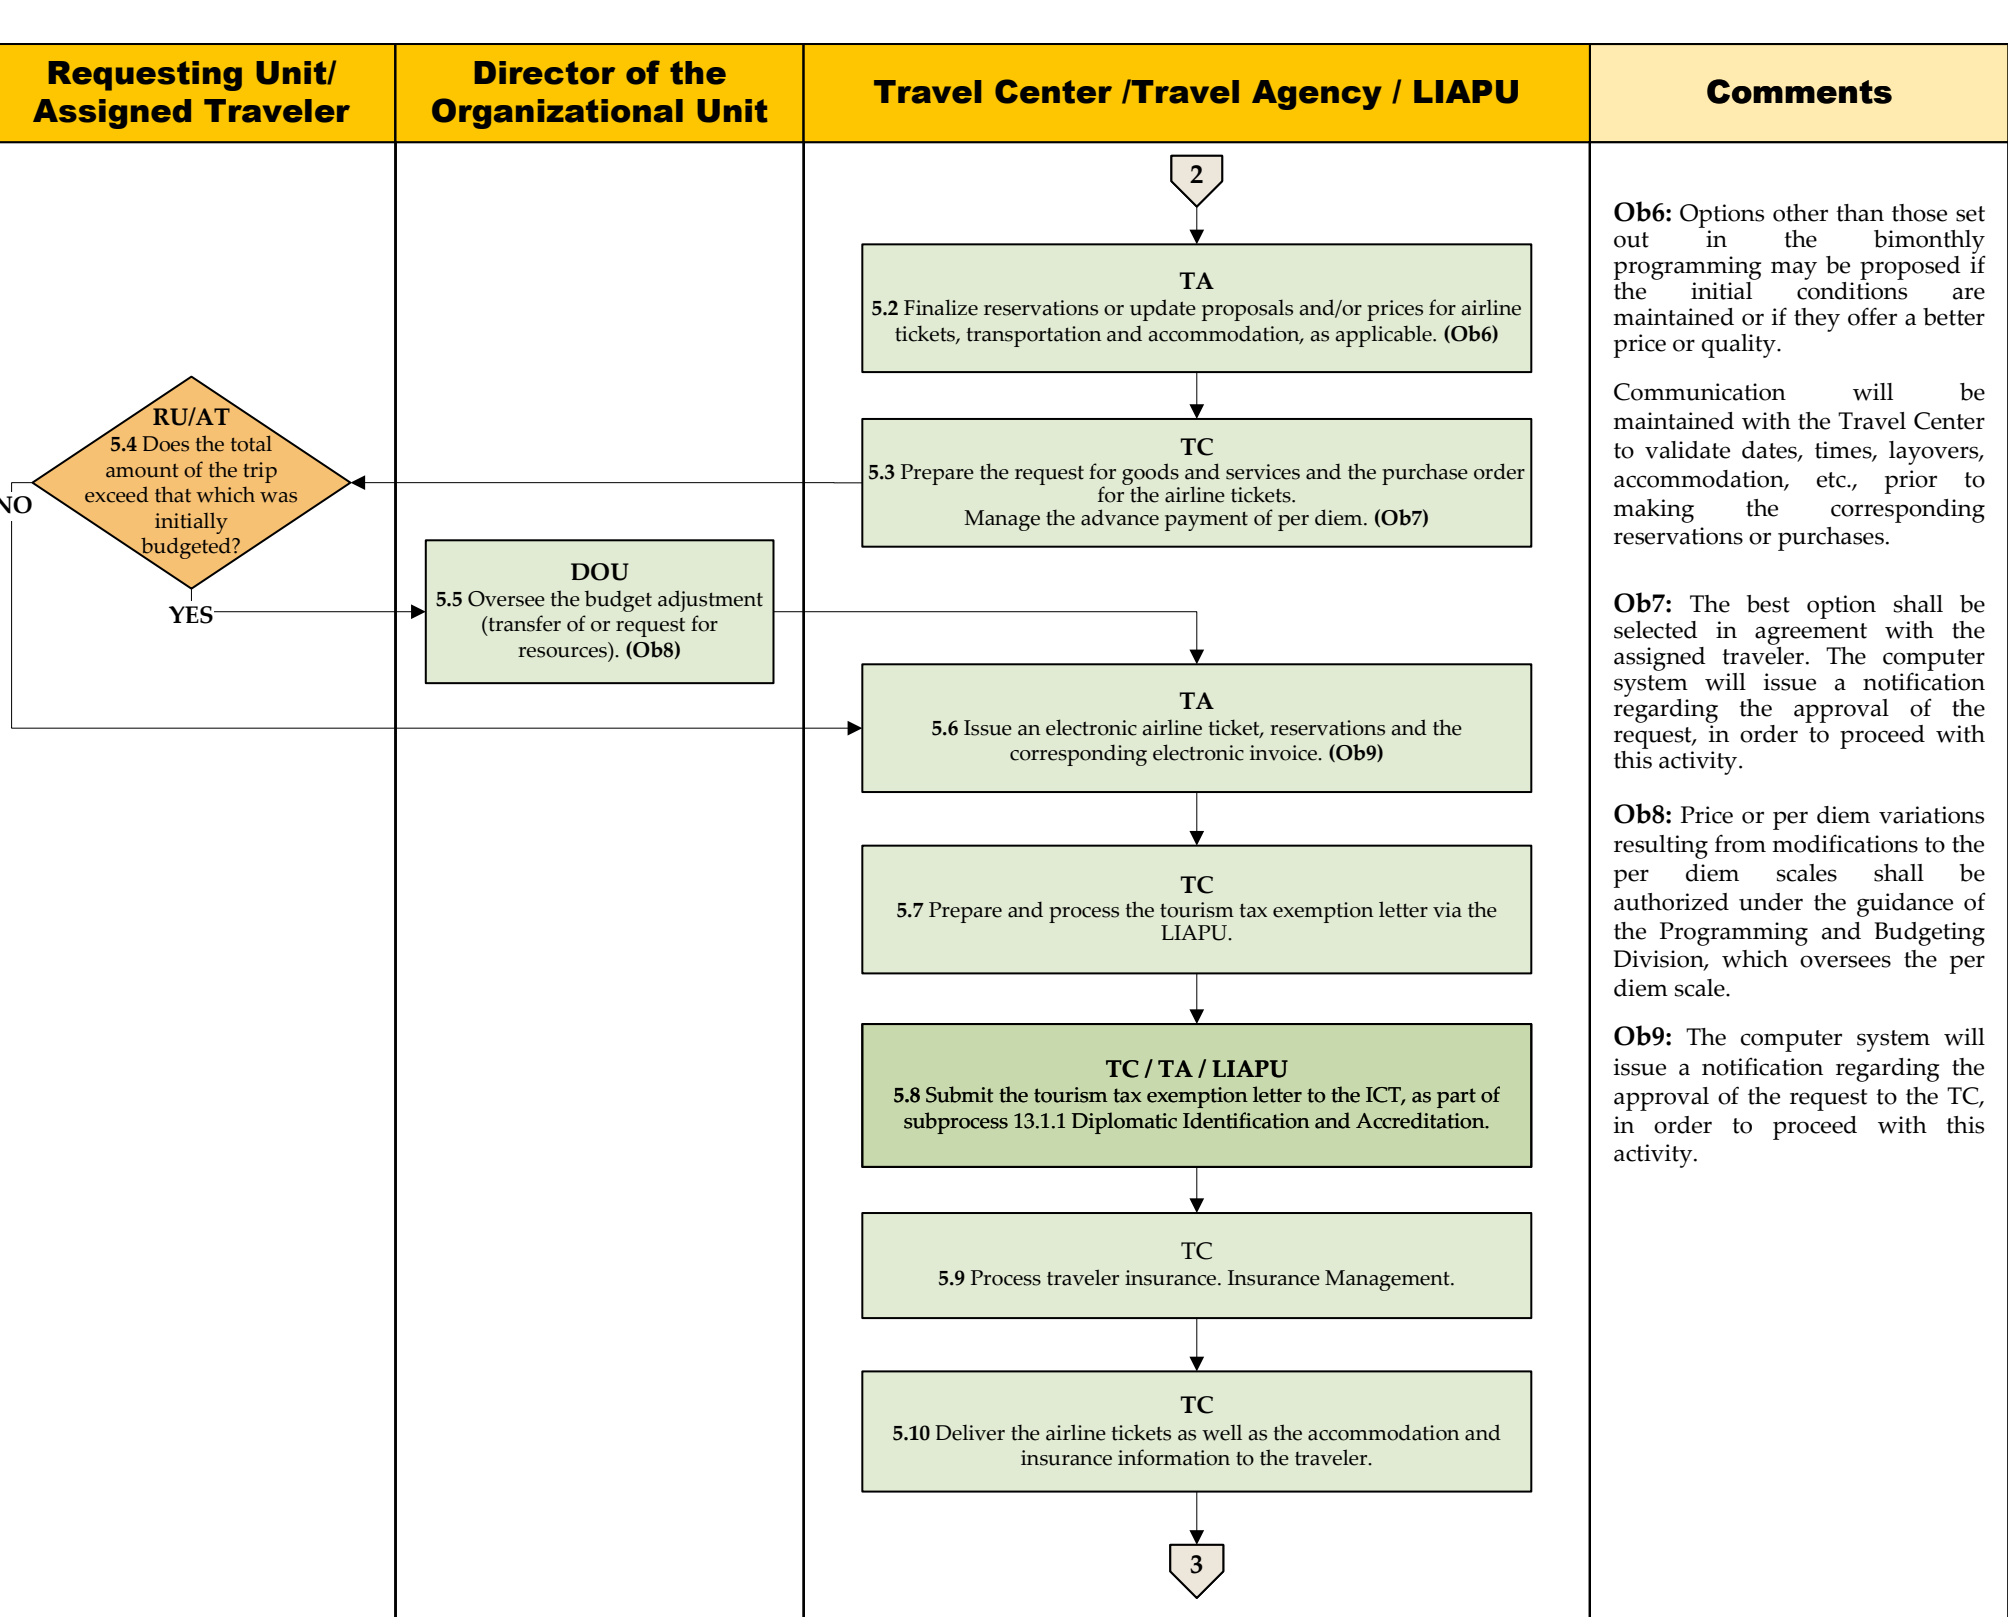 Requesting Unit/
Assigned Traveler
Director of the
Organizational Unit
Travel Center /Travel Agency / LIAPU
Comments
2
TA
5.2 Finalize reservations or update proposals and/or prices for airline
tickets, transportation and accommodation, as applicable. (Ob6)
TC
5.3 Prepare the request for goods and services and the purchase order
for the airline tickets.
Manage the advance payment of per diem. (Ob7)
RU/AT
5.4 Does the total
amount of the trip
exceed that which was
initially
budgeted?
NO
YES
DOU
5.5 Oversee the budget adjustment
(transfer of or request for
resources). (Ob8)
TA
5.6 Issue an electronic airline ticket, reservations and the
corresponding electronic invoice. (Ob9)
TC
5.7 Prepare and process the tourism tax exemption letter via the
LIAPU.
TC / TA / LIAPU
5.8 Submit the tourism tax exemption letter to the ICT, as part of
subprocess 13.1.1 Diplomatic Identification and Accreditation.
TC
5.9 Process traveler insurance. Insurance Management.
TC
5.10 Deliver the airline tickets as well as the accommodation and
insurance information to the traveler.
3
Ob6: Options other than those set
out in the bimonthly
programming may be proposed if
the initial conditions are
maintained or if they offer a better
price or quality.
Communication will be
maintained with the Travel Center
to validate dates, times, layovers,
accommodation, etc., prior to
making the corresponding
reservations or purchases.
Ob7: The best option shall be
selected in agreement with the
assigned traveler. The computer
system will issue a notification
regarding the approval of the
request, in order to proceed with
this activity.
Ob8: Price or per diem variations
resulting from modifications to the
per diem scales shall be
authorized under the guidance of
the Programming and Budgeting
Division, which oversees the per
diem scale.
Ob9: The computer system will
issue a notification regarding the
approval of the request to the TC,
in order to proceed with this
activity.